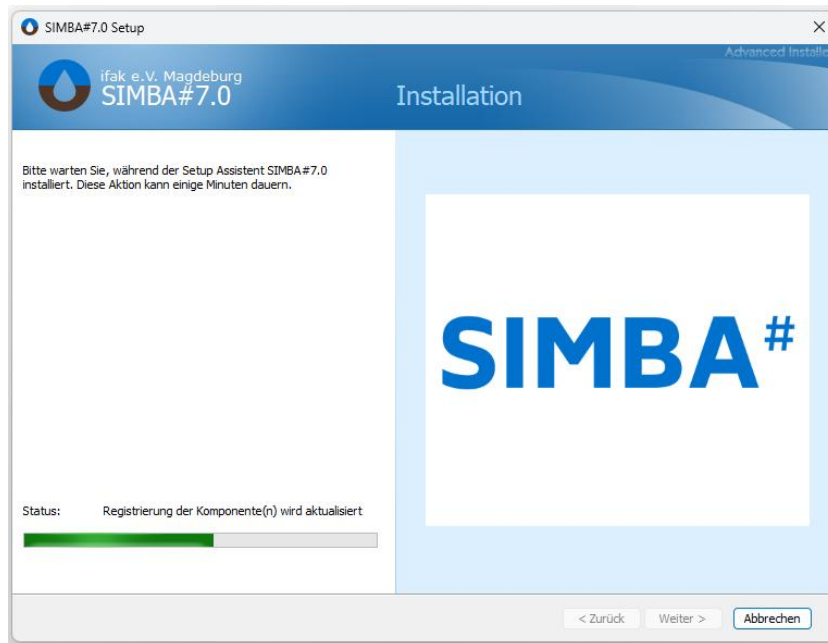 SIMBA#7.0 Setup
Advanced Installe
ifak e.V. Magdeburg
SIMBA#7.0
Installation
Bitte warten Sie, während der Setup Assistent SIMBA#7.0
installiert. Diese Aktion kann einige Minuten dauern.
SIMBA#
Status: Registrierung der Komponente(n) wird aktualisiert
< Zurück Weiter > Abbrechen